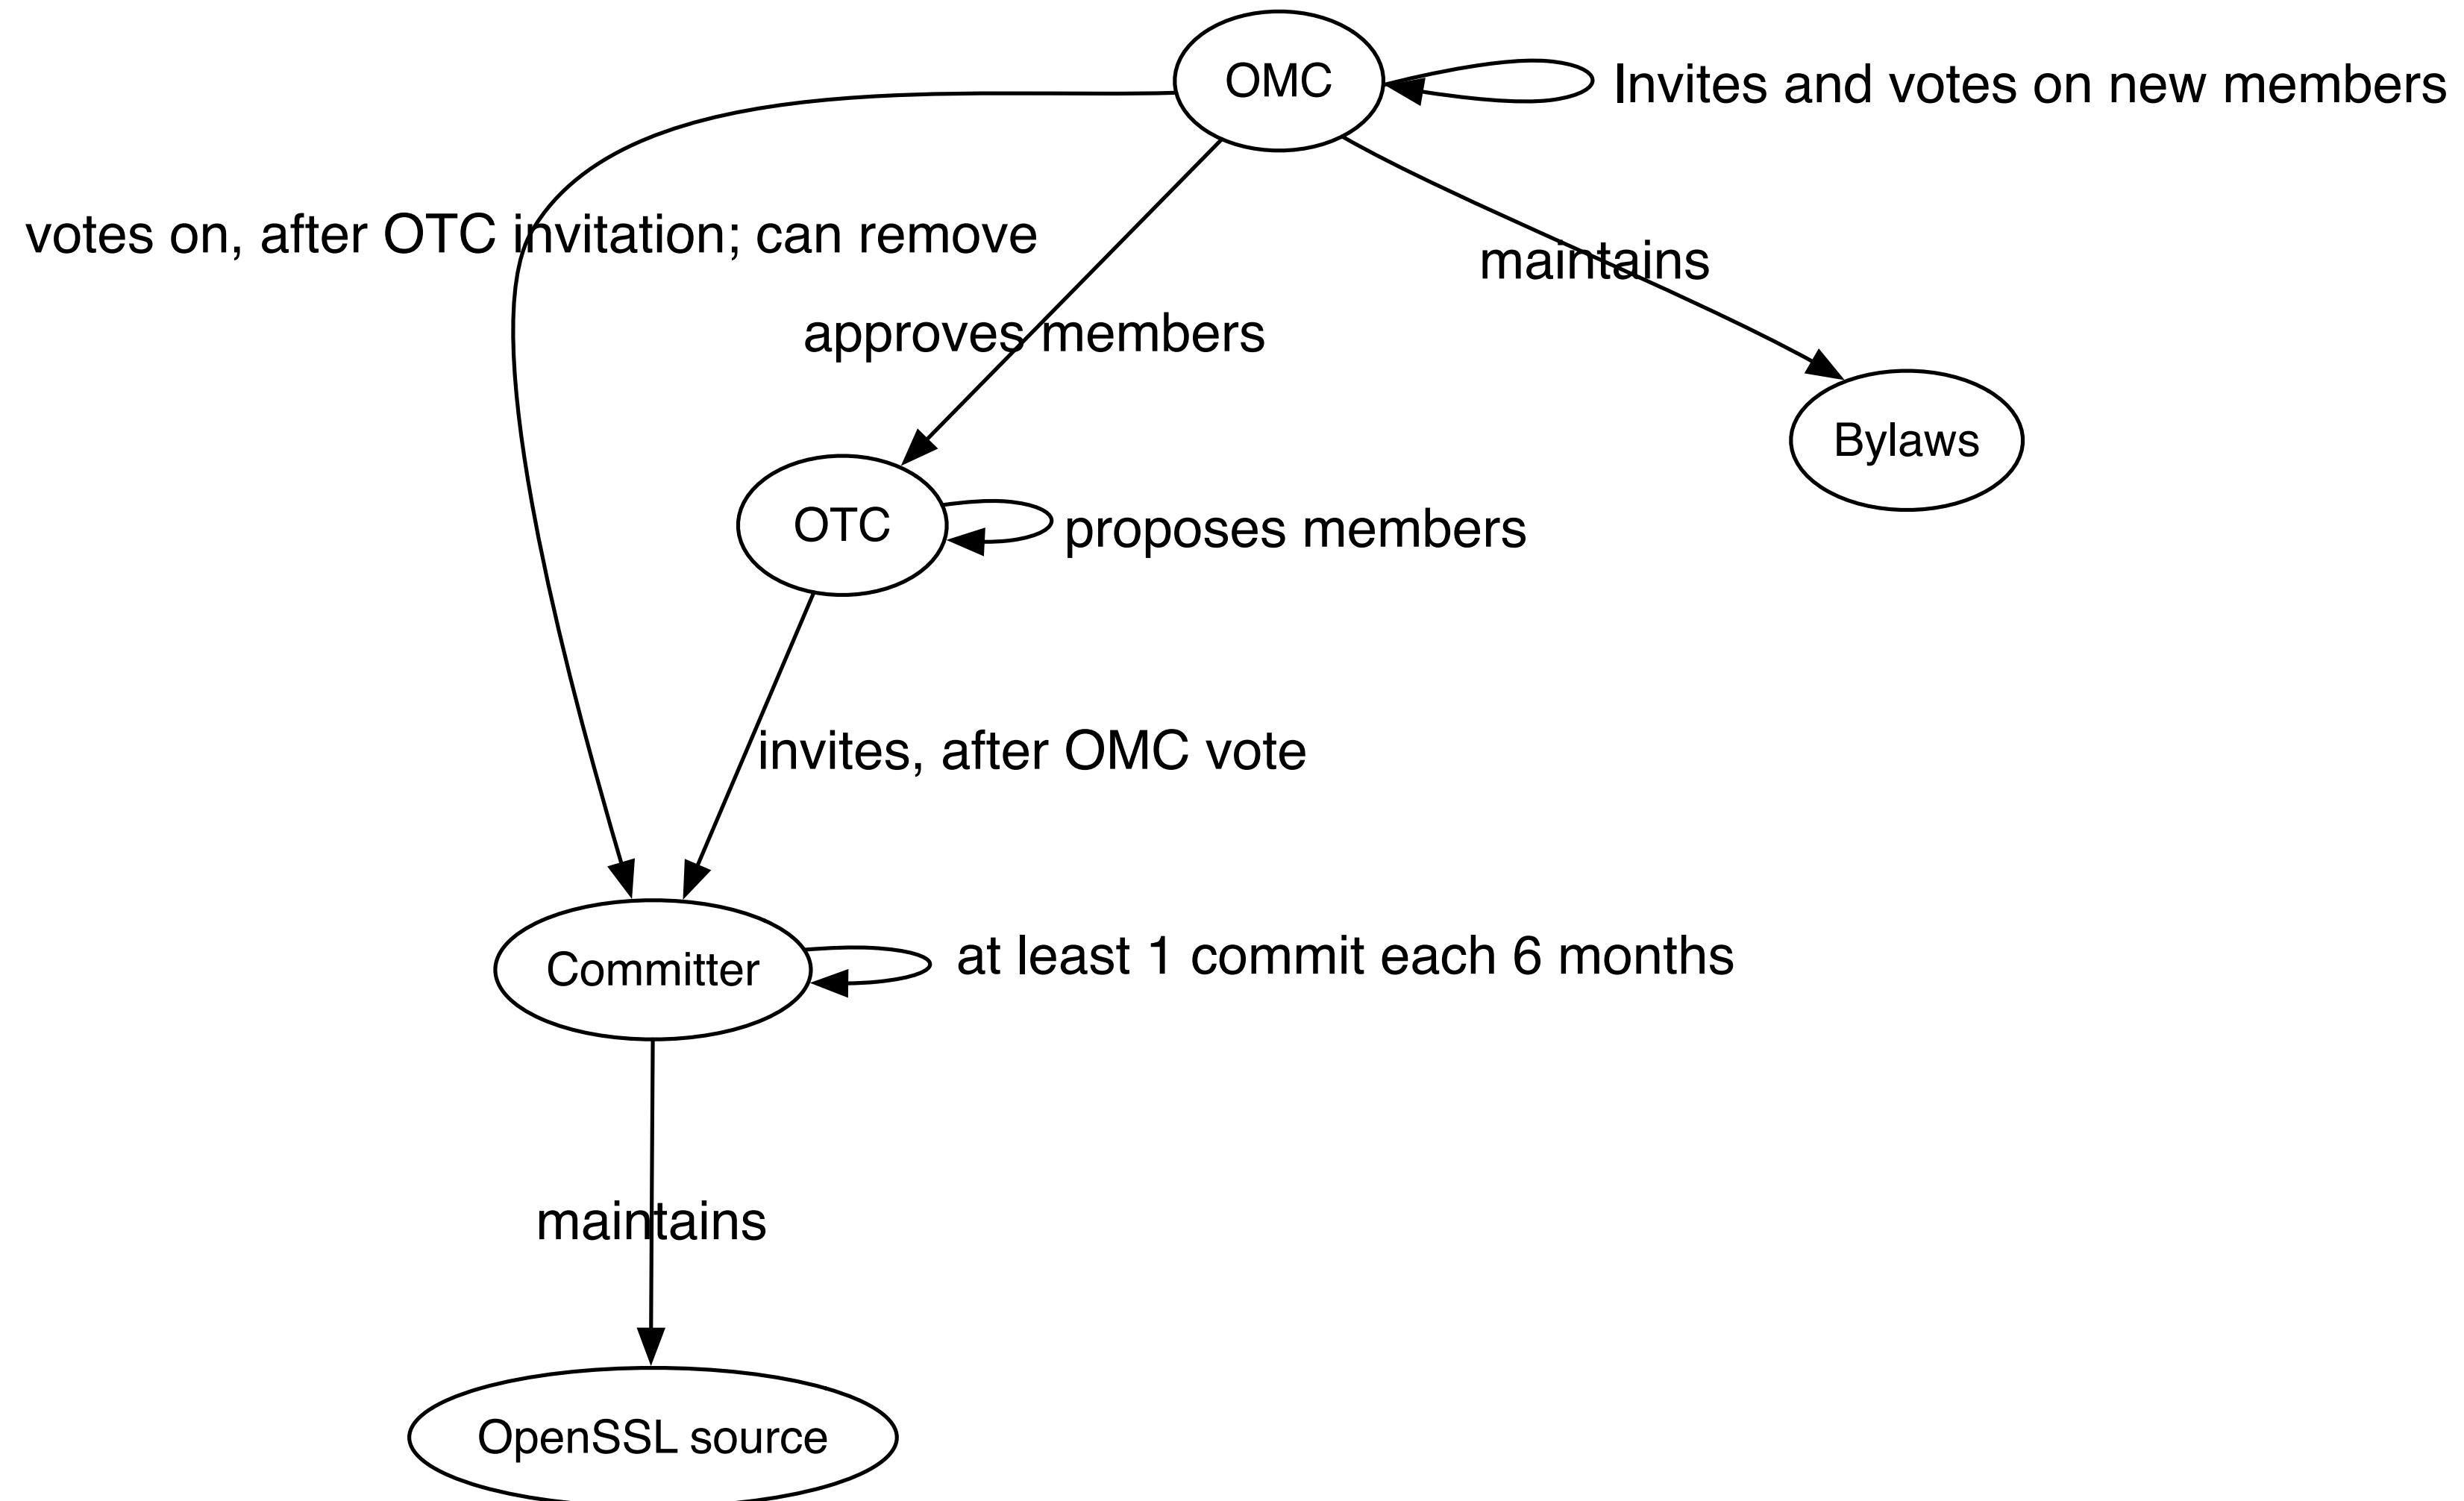 OMC
Invites and votes on new members
votes on, after OTC invitation; can remove
maintains
approves members
Bylaws
OTC
proposes members
invites, after OMC vote
Committer
at least 1 commit each 6 months
maintains
OpenSSL source